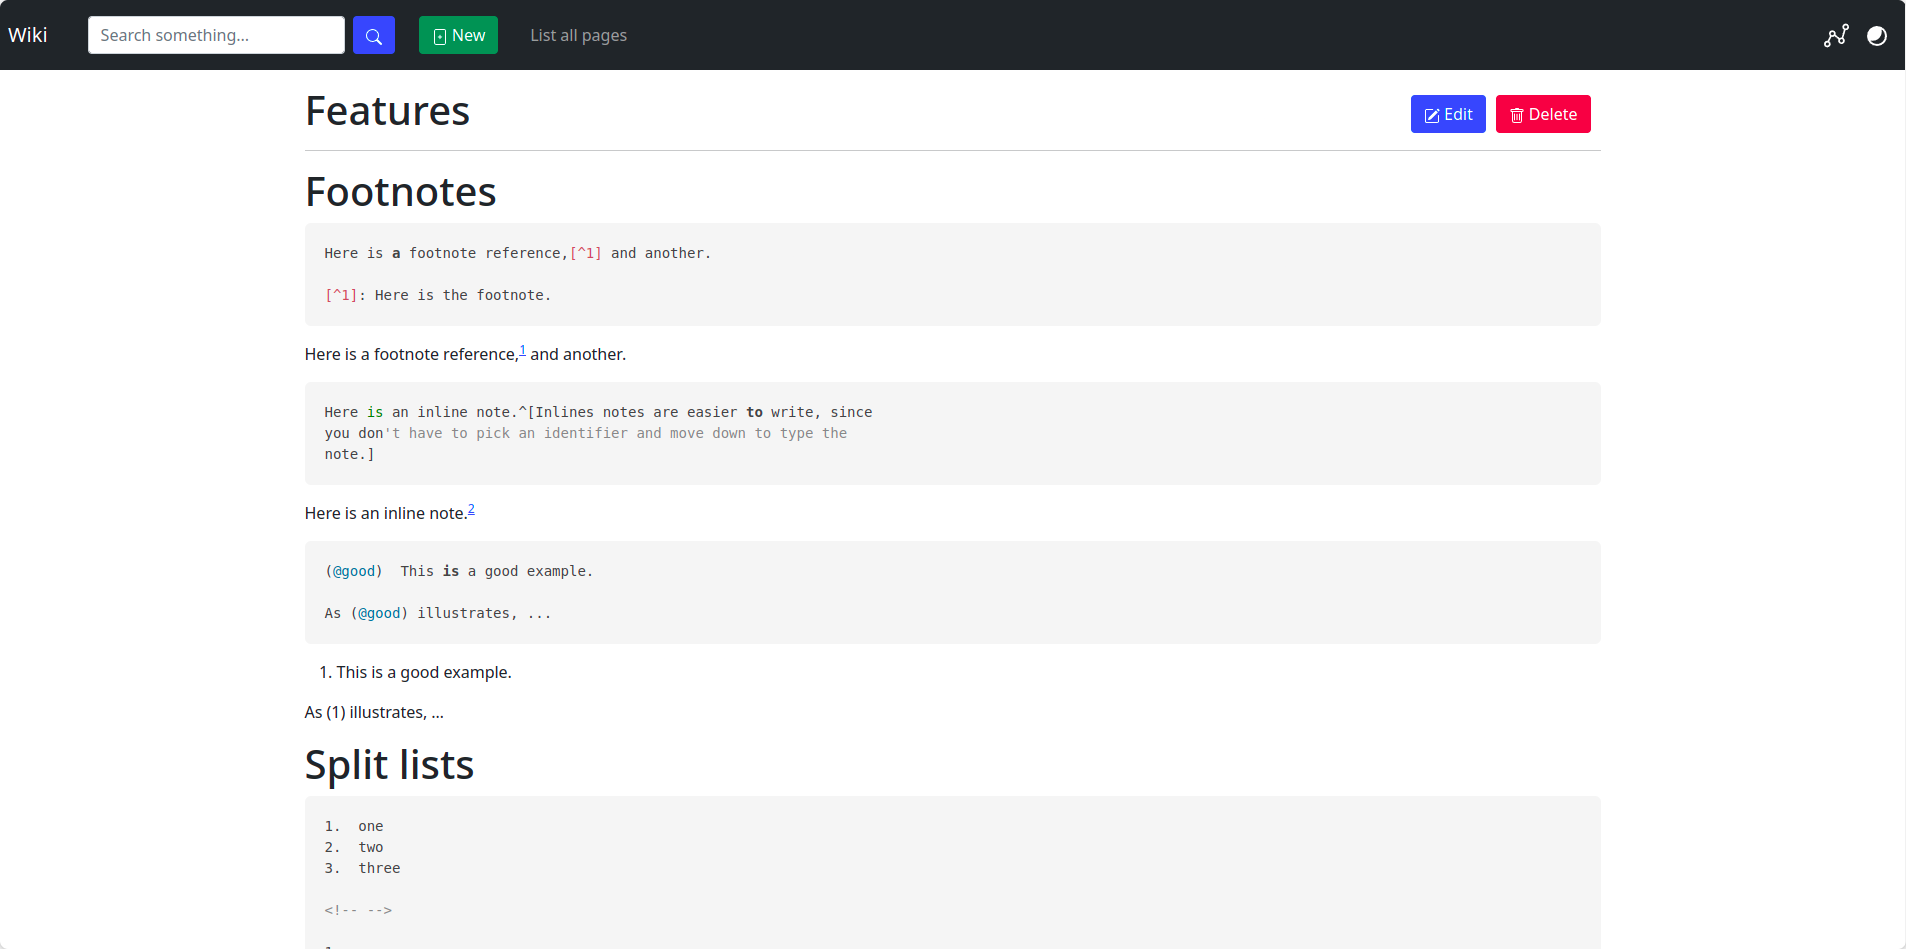 Wiki Search something... New List all pages
Features Edit Delete
Footnotes
Here is a footnote reference,[^1] and another.
[^1]: Here is the footnote.
Here is a footnote reference,1 and another.
Here is an inline note.^[Inlines notes are easier to write, since
you don't have to pick an identifier and move down to type the
note.]
Here is an inline note.2
(@good)  This is a good example.
As (@good) illustrates, ...
1. This is a good example.
As (1) illustrates, ...
Split lists
1.  one
2.  two
3.  three
<!-- -->